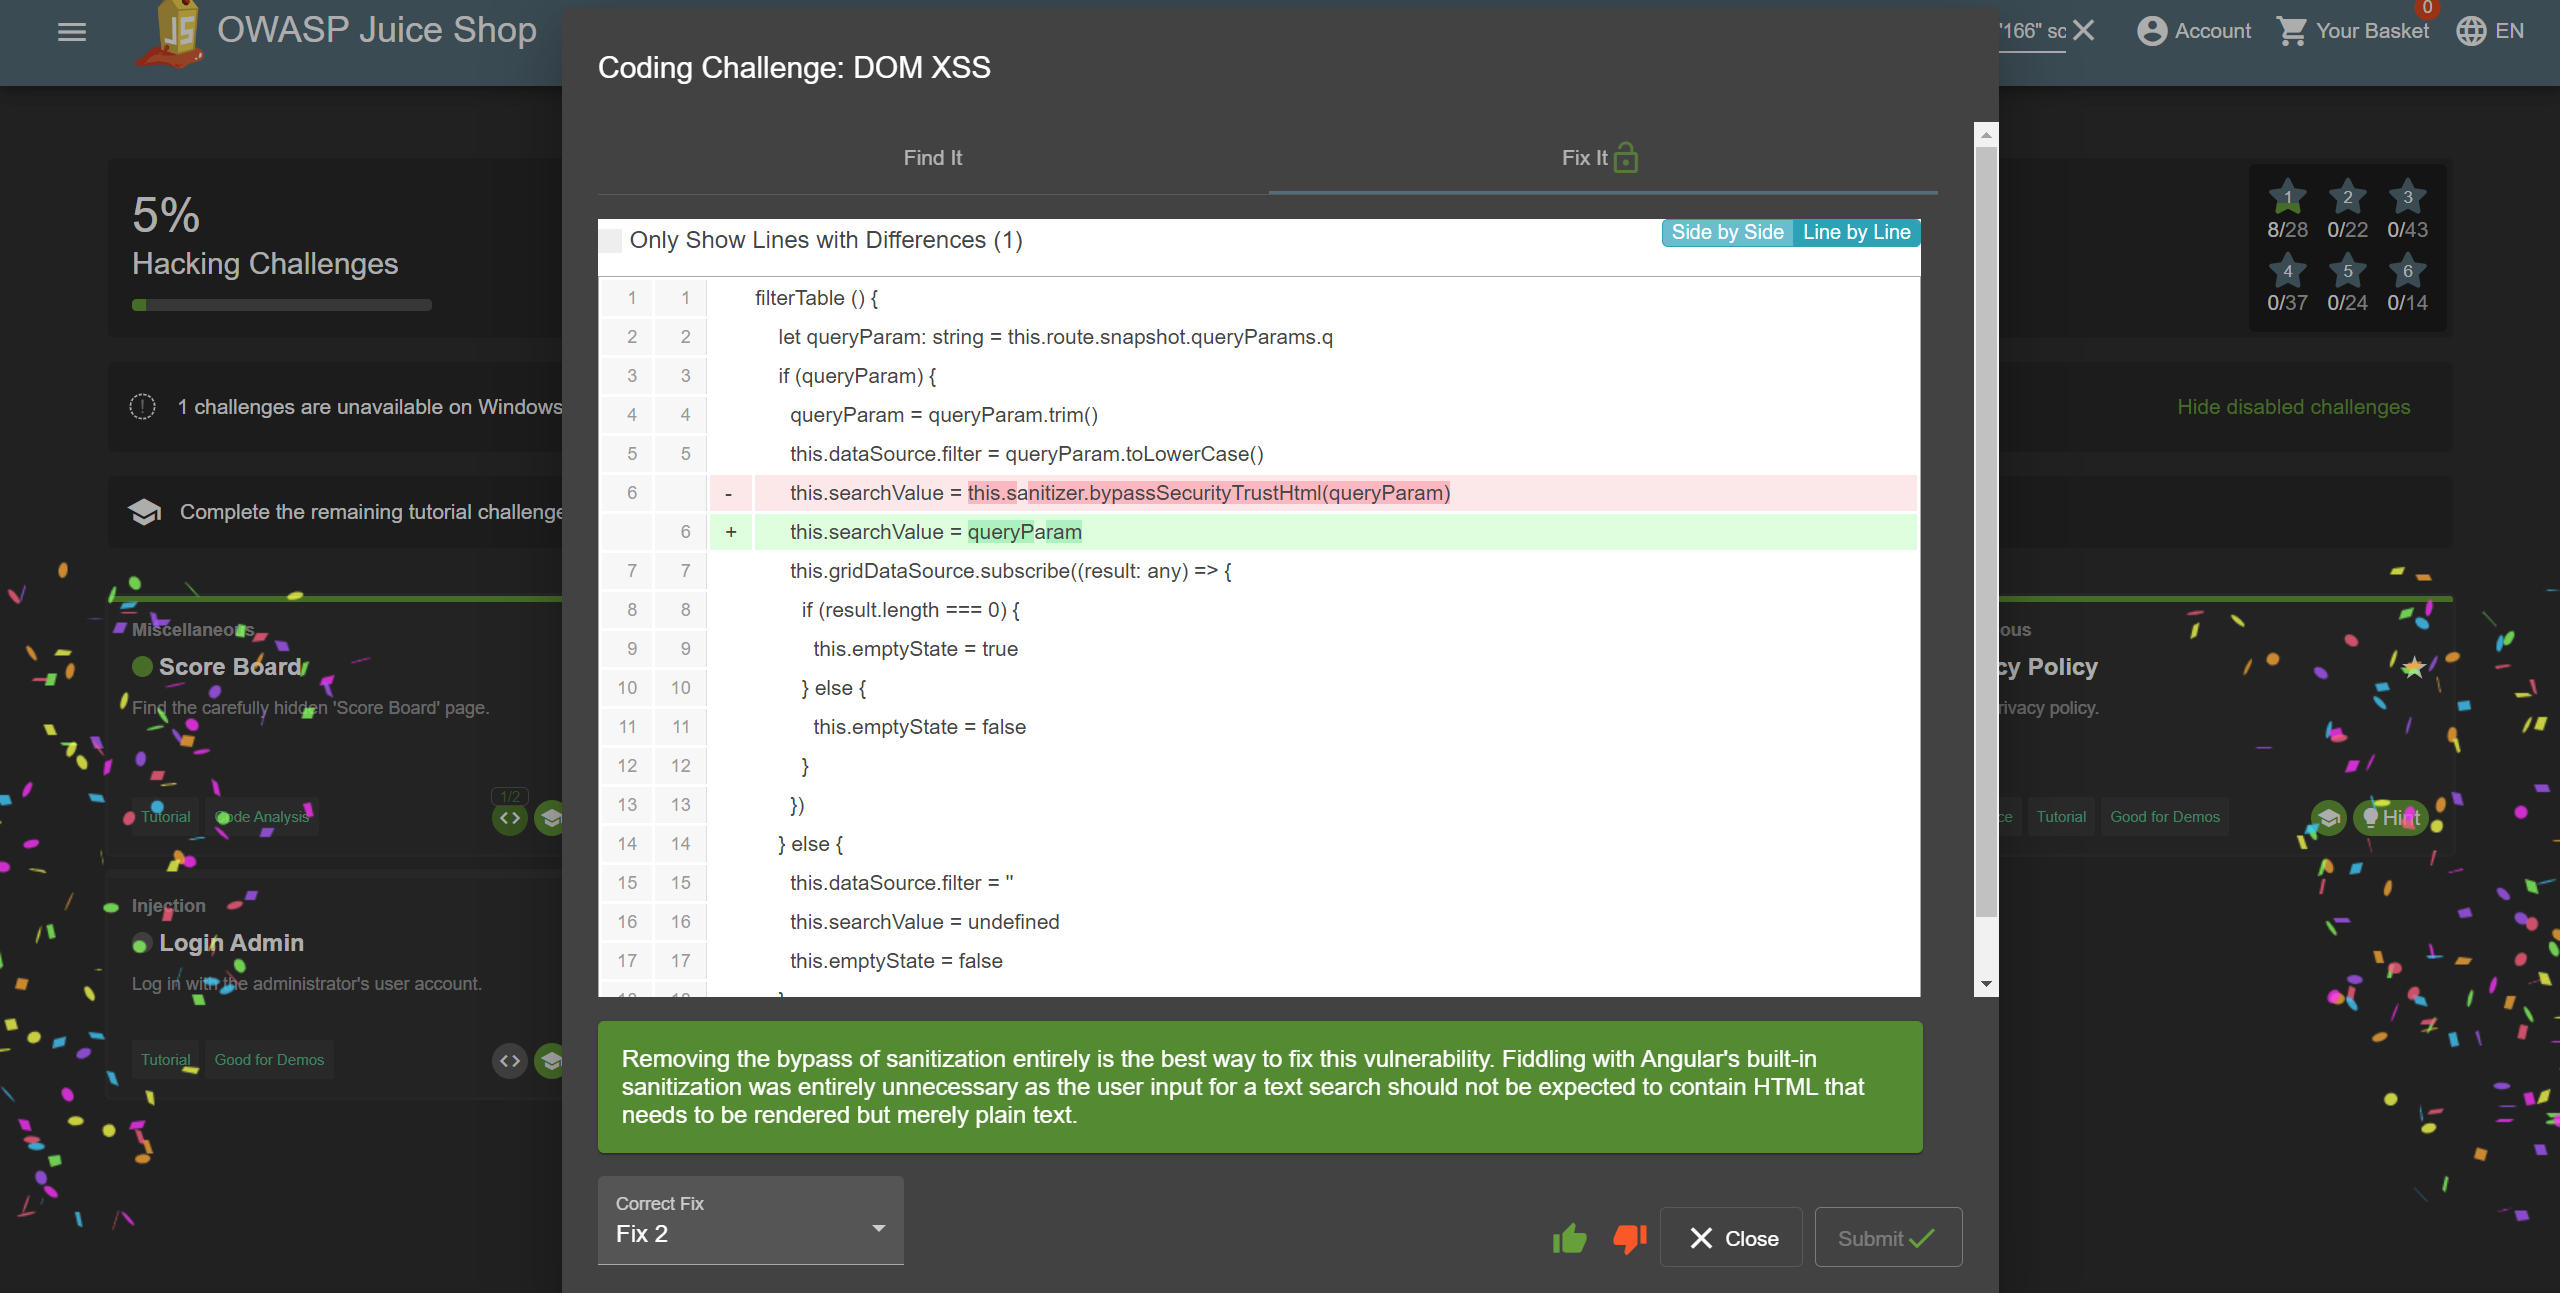 OWASP Juice Shop
"166" sc
Account
Your Basket
0
EN
Coding Challenge: DOM XSS
Find It
Fix It
5%
Hacking Challenges
1 2 3
8/28 0/22 0/43
4 5 6
0/37 0/24 0/14
1 challenges are unavailable on Windows
Hide disabled challenges
Complete the remaining tutorial challenge
Only Show Lines with Differences (1)
Side by Side Line by Line
1 1 filterTable () {
2 2 let queryParam: string = this.route.snapshot.queryParams.q
3 3 if (queryParam) {
4 4 queryParam = queryParam.trim()
5 5 this.dataSource.filter = queryParam.toLowerCase()
6 - this.searchValue = this.sanitizer.bypassSecurityTrustHtml(queryParam)
6 + this.searchValue = queryParam
7 7 this.gridDataSource.subscribe((result: any) => {
8 8 if (result.length === 0) {
9 9 this.emptyState = true
10 10 } else {
11 11 this.emptyState = false
12 12 }
13 13 })
14 14 } else {
15 15 this.dataSource.filter = ''
16 16 this.searchValue = undefined
17 17 this.emptyState = false
Miscellaneous
Score Board
Find the carefully hidden 'Score Board' page.
1/2
Tutorial
Code Analysis
<>
ous
cy Policy
rivacy policy.
ce
Tutorial
Good for Demos
Hint
Injection
Login Admin
Log in with the administrator's user account.
Tutorial
Good for Demos
<>
Removing the bypass of sanitization entirely is the best way to fix this vulnerability. Fiddling with Angular's built-in
sanitization was entirely unnecessary as the user input for a text search should not be expected to contain HTML that
needs to be rendered but merely plain text.
Correct Fix
Fix 2
Close
Submit